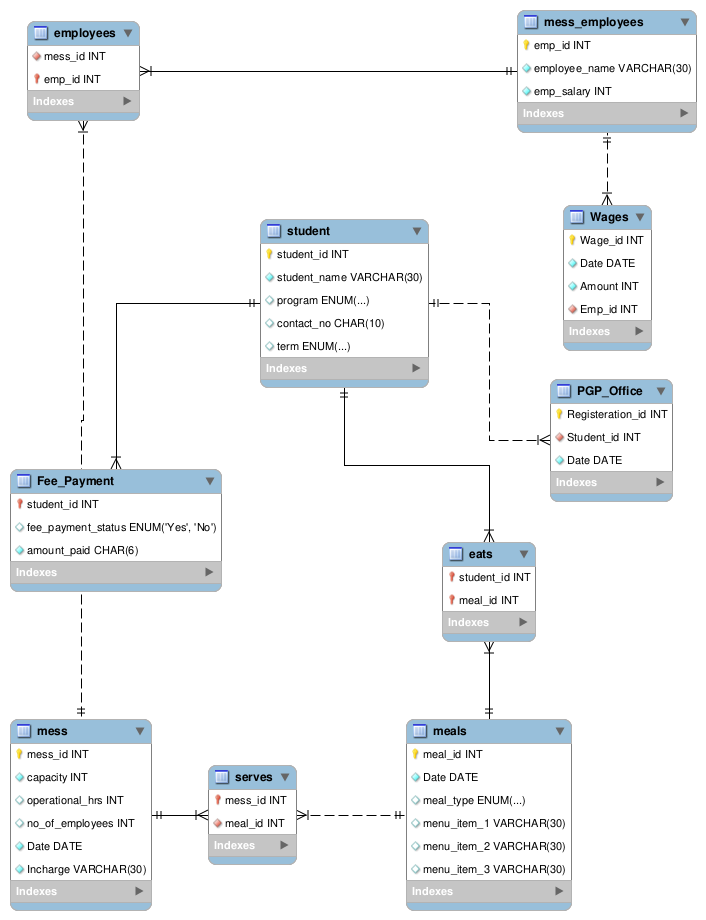 employees
mess_id INT
emp_id INT
Indexes
mess_employees
emp_id INT
employee_name VARCHAR(30)
emp_salary INT
Indexes
Wages
Wage_id INT
Date DATE
Amount INT
Emp_id INT
Indexes
student
student_id INT
student_name VARCHAR(30)
program ENUM(...)
contact_no CHAR(10)
term ENUM(...)
Indexes
PGP_Office
Registeration_id INT
Student_id INT
Date DATE
Indexes
Fee_Payment
student_id INT
fee_payment_status ENUM('Yes', 'No')
amount_paid CHAR(6)
Indexes
eats
student_id INT
meal_id INT
Indexes
mess
mess_id INT
capacity INT
operational_hrs INT
no_of_employees INT
Date DATE
Incharge VARCHAR(30)
Indexes
serves
mess_id INT
meal_id INT
Indexes
meals
meal_id INT
Date DATE
meal_type ENUM(...)
menu_item_1 VARCHAR(30)
menu_item_2 VARCHAR(30)
menu_item_3 VARCHAR(30)
Indexes